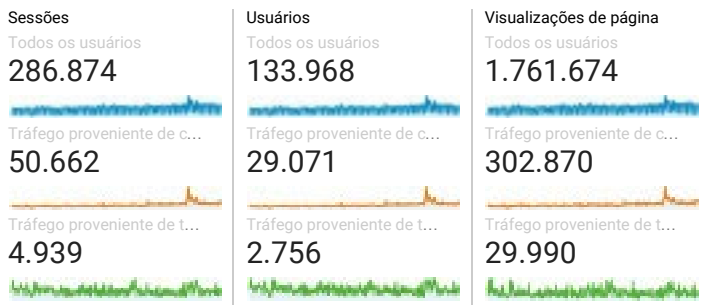 Sessões
Todos os usuários
286.874
Tráfego proveniente de c...
50.662
Tráfego proveniente de t...
4.939
Usuários
Todos os usuários
133.968
Tráfego proveniente de c...
29.071
Tráfego proveniente de t...
2.756
Visualizações de página
Todos os usuários
1.761.674
Tráfego proveniente de c...
302.870
Tráfego proveniente de t...
29.990